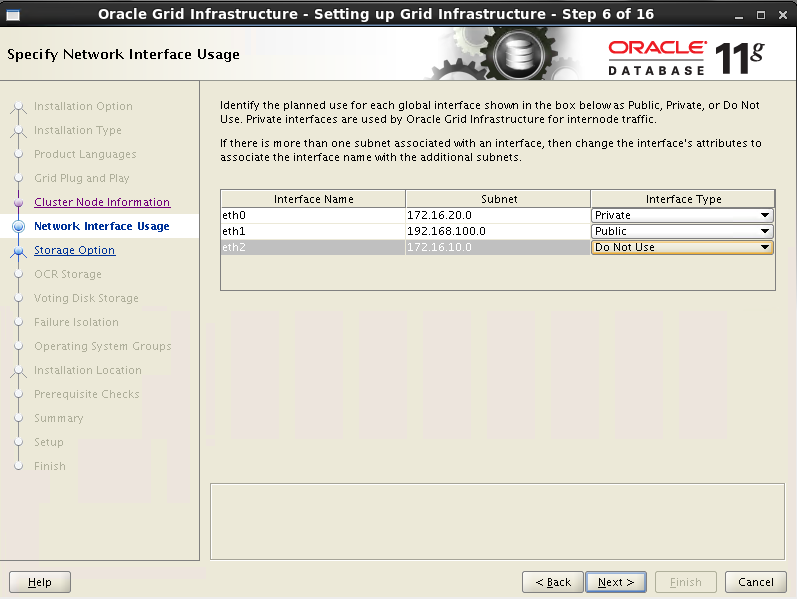 Oracle Grid Infrastructure - Setting up Grid Infrastructure - Step 6 of 16
Specify Network Interface Usage
ORACLE
DATABASE 11g
Installation Option
Installation Type
Product Languages
Grid Plug and Play
Cluster Node Information
Network Interface Usage
Storage Option
OCR Storage
Voting Disk Storage
Failure Isolation
Operating System Groups
Installation Location
Prerequisite Checks
Summary
Setup
Finish
Identify the planned use for each global interface shown in the box below as Public, Private, or Do Not
Use. Private interfaces are used by Oracle Grid Infrastructure for internode traffic.
If there is more than one subnet associated with an interface, then change the interface's attributes to
associate the interface name with the additional subnets.
Interface Name Subnet Interface Type
eth0 172.16.20.0 Private
eth1 192.168.100.0 Public
eth2 172.16.10.0 Do Not Use
Help < Back Next > Finish Cancel